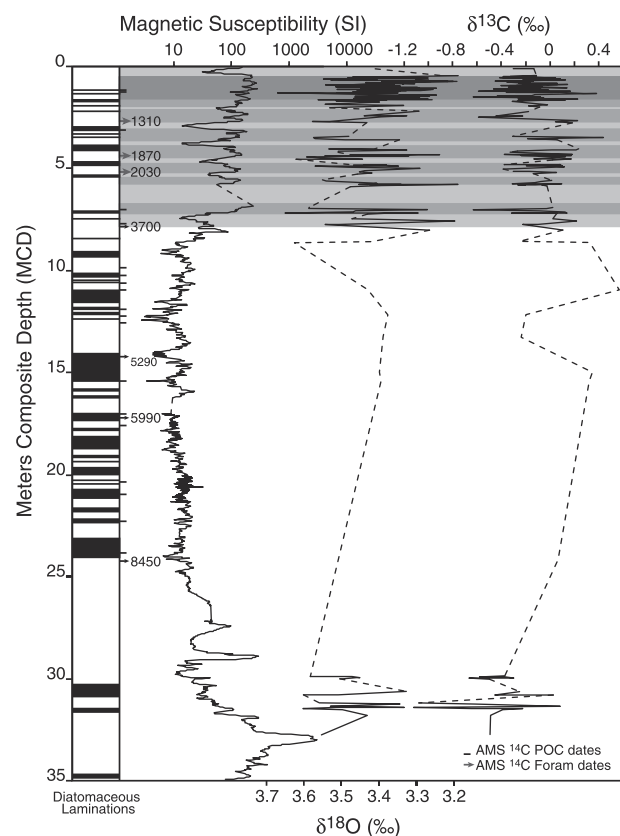 Magnetic Susceptibility (SI) δ13C (‰)
10 100 1000 10000 -1.2 -0.8 -0.4 0 0.4
Meters Composite Depth (MCD)
0
1310
1870
5
2030
3700
10
5290
15
5990
20
8450
25
30
AMS 14C POC dates
AMS 14C Foram dates
35
Diatomaceous
Laminations
3.7 3.6 3.5 3.4 3.3 3.2
δ18O (‰)